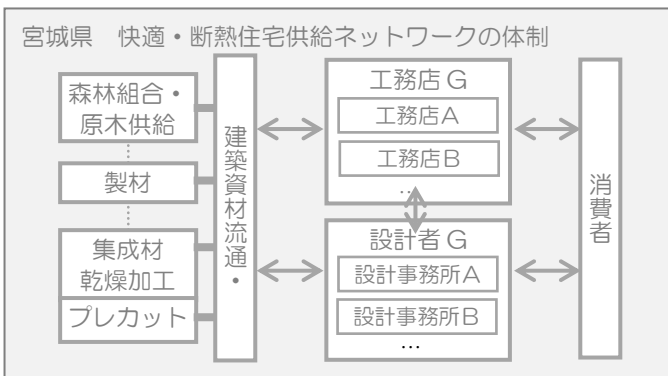 宮城県　快適・断熱住宅供給ネットワークの体制
森林組合・
原木供給
製材
集成材
乾燥加工
プレカット
建築資材流通・
工務店G
工務店A
工務店B
…
設計者G
設計事務所A
設計事務所B
…
消費者